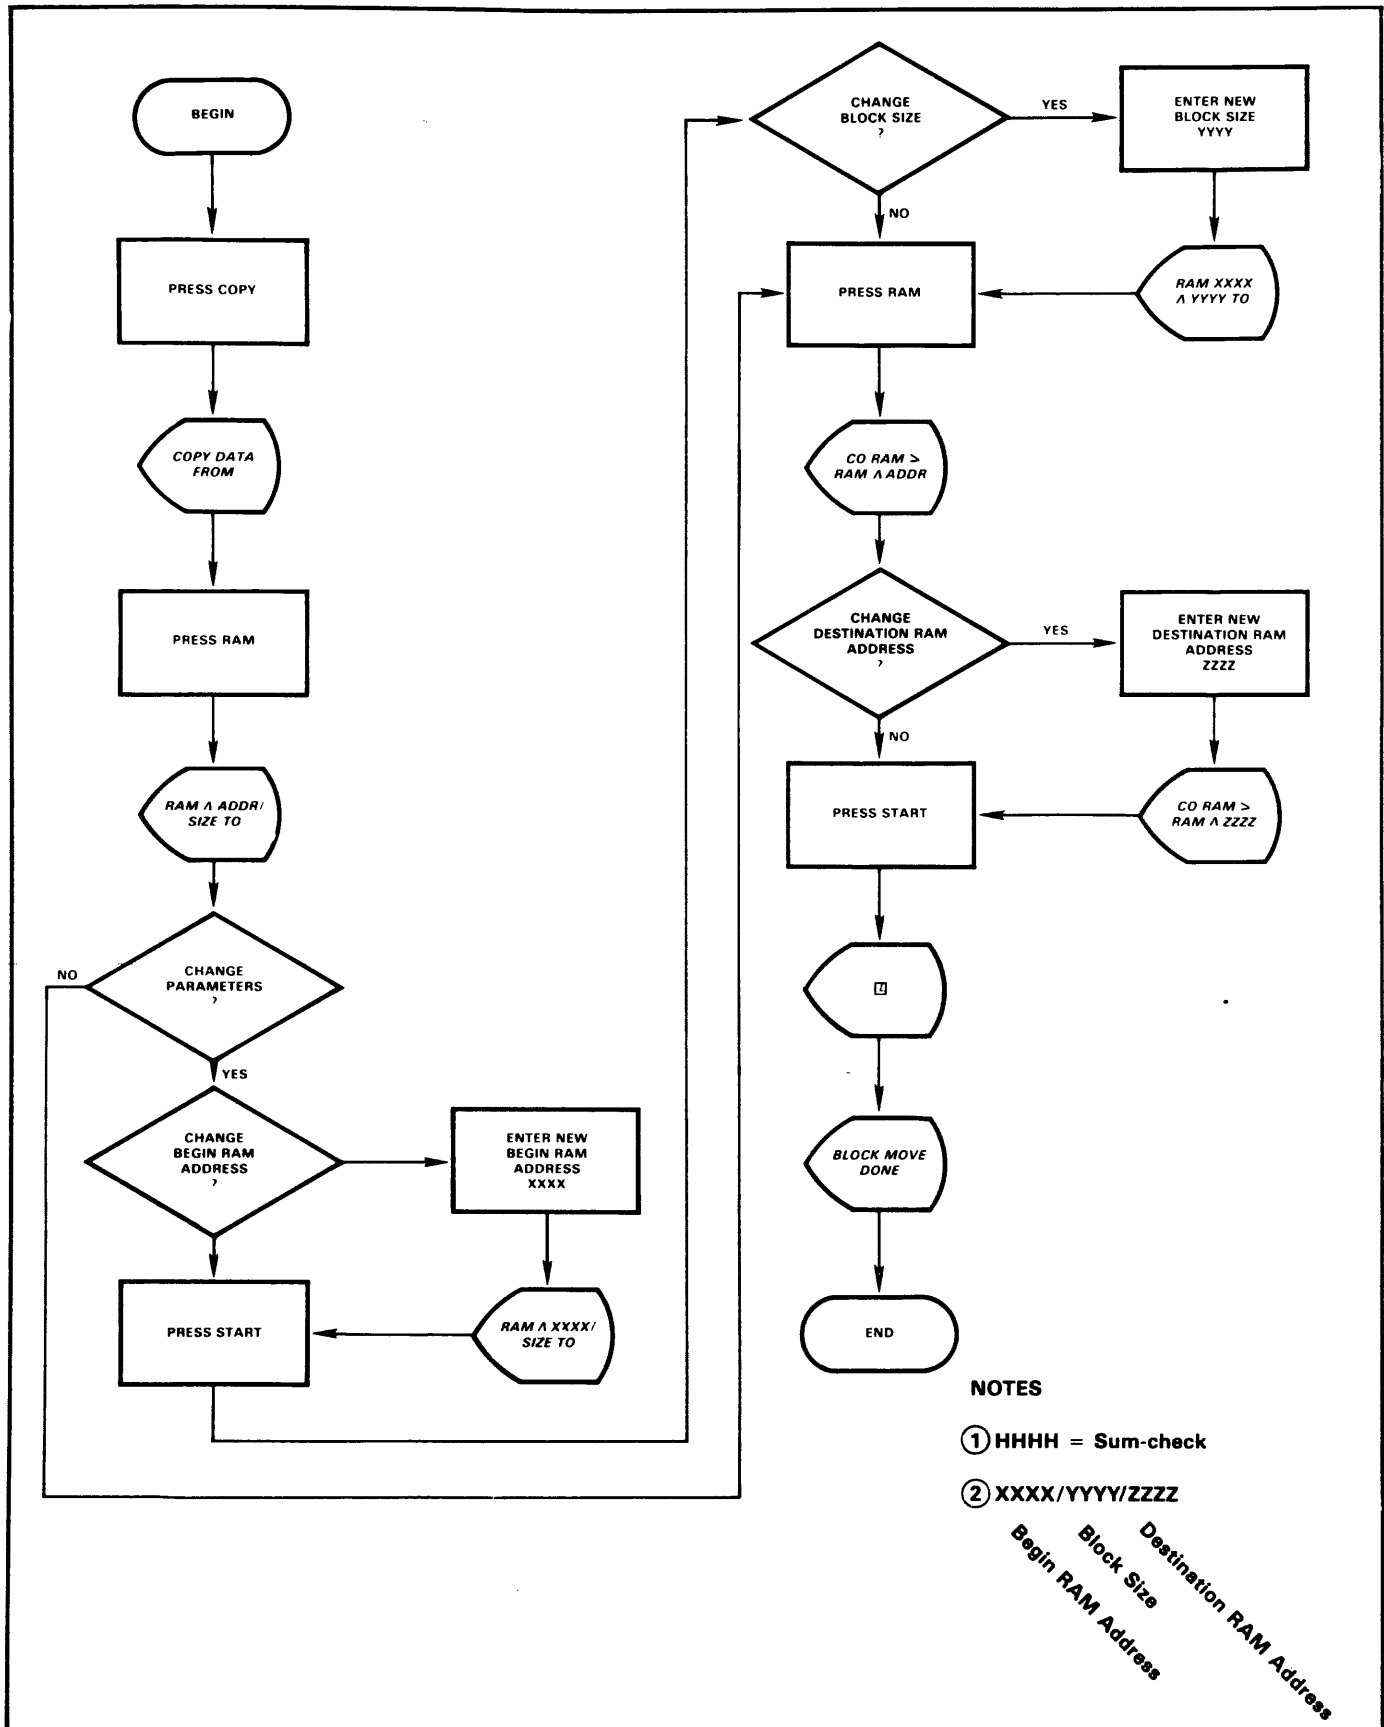 BEGIN
PRESS COPY
COPY DATA
FROM
PRESS RAM
RAM Λ ADDR/
SIZE TO
CHANGE
PARAMETERS
?
NO
YES
CHANGE
BEGIN RAM
ADDRESS
?
ENTER NEW
BEGIN RAM
ADDRESS
XXXX
RAM Λ XXXX/
SIZE TO
PRESS START
CHANGE
BLOCK SIZE
?
YES
ENTER NEW
BLOCK SIZE
YYYY
NO
RAM XXXX
Λ YYYY TO
PRESS RAM
CO RAM >
RAM Λ ADDR
CHANGE
DESTINATION RAM
ADDRESS
?
YES
ENTER NEW
DESTINATION RAM
ADDRESS
ZZZZ
NO
CO RAM >
RAM Λ ZZZZ
PRESS START
BLOCK MOVE
DONE
END
NOTES
① HHHH = Sum-check
② XXXX/YYYY/ZZZZ
Begin RAM Address
Block Size
Destination RAM Address